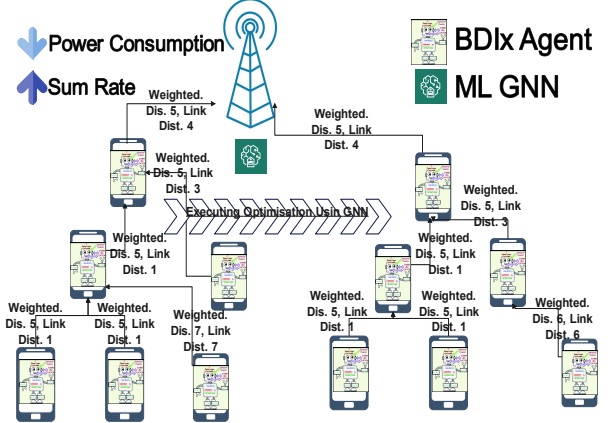 Power Consumption
Sum Rate
BDIx Agent
ML GNN
Weighted.
Dis. 5, Link
Dist. 4
Weighted.
Dis. 5, Link
Dist. 4
Weighted.
Dis. 5, Link
Dist. 3
Executing Optimisation Usin GNN
Weighted.
Dis. 5, Link
Dist. 3
Weighted.
Dis. 5, Link
Dist. 1
Weighted.
Dis. 5, Link
Dist. 1
Weighted.
Dis. 5, Link
Dist. 1
Weighted.
Dis. 5, Link
Dist. 1
Weighted.
Dis. 7, Link
Dist. 7
Weighted.
Dis. 5, Link
Dist. 1
Weighted.
Dis. 5, Link
Dist. 1
Weighted.
Dis. 6, Link
Dist. 6